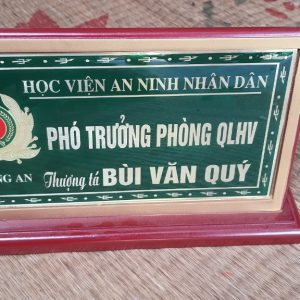 HỌC VIỆN AN NINH NHÂN DÂN
PHÓ TRƯỞNG PHÒNG QLHV
Thượng tá BÙI VĂN QUÝ